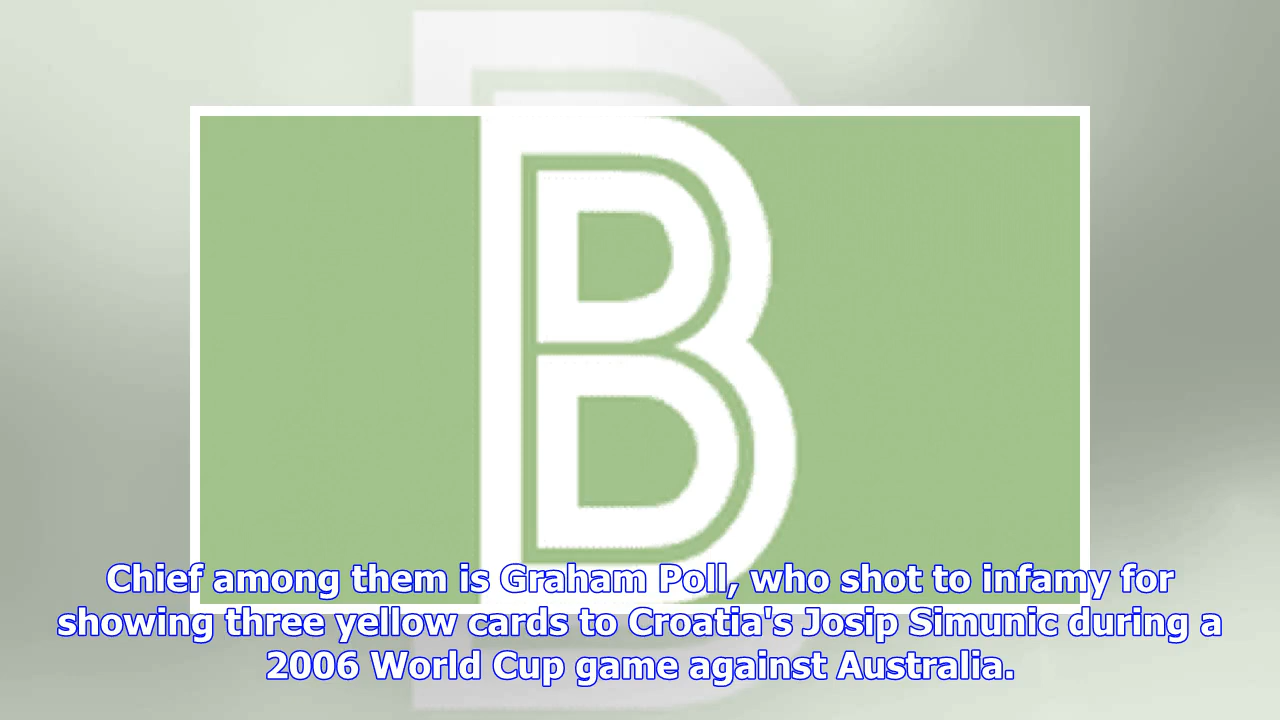 B
Chief among them is Graham Poll, who shot to infamy for
showing three yellow cards to Croatia's Josip Simunic during a
2006 World Cup game against Australia.